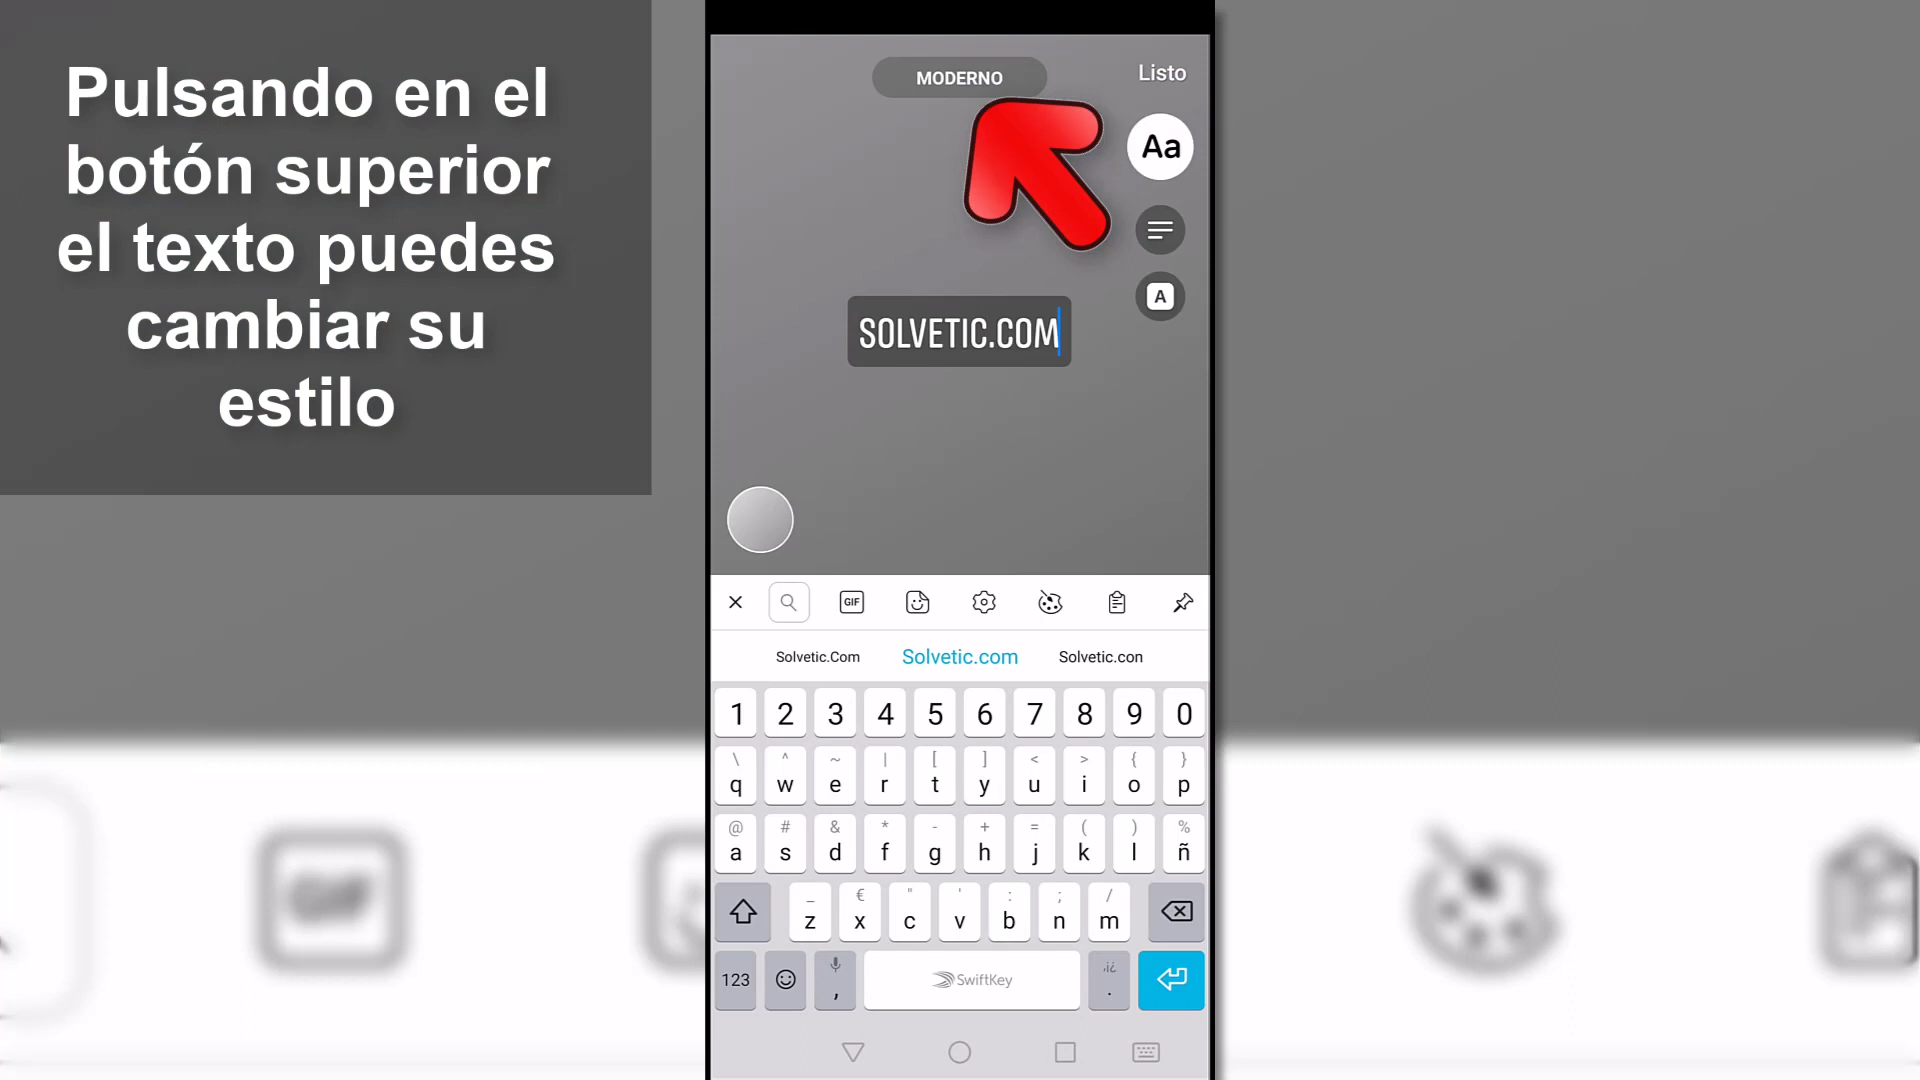 Pulsando en el
botón superior
el texto puedes
cambiar su
estilo
MODERNO
Listo
Aa
A
SOLVETIC.COM
GIF
Solvetic.Com Solvetic.com Solvetic.con
1 2 3 4 5 6 7 8 9 0
\ ^ ~ | [ ] < > { }
q w e r t y u i o p
@ # & * - + = ( ) %
a s d f g h j k l ñ
_ € " ' : ; /
z x c v b n m
123 , SwiftKey ,!¿ .
GIF